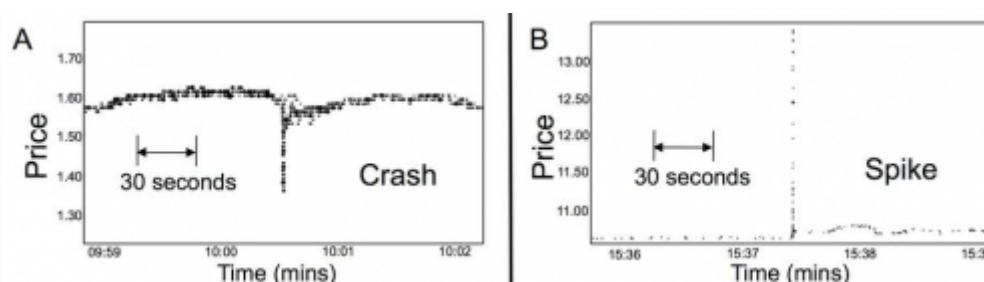 A
Price
1.70
1.60
1.50
1.40
1.30
30 seconds
Crash
09:59
10:00
10:01
10:02
Time (mins)
B
Price
13.00
12.50
12.00
11.50
11.00
30 seconds
Spike
15:36
15:37
15:38
Time (mins)